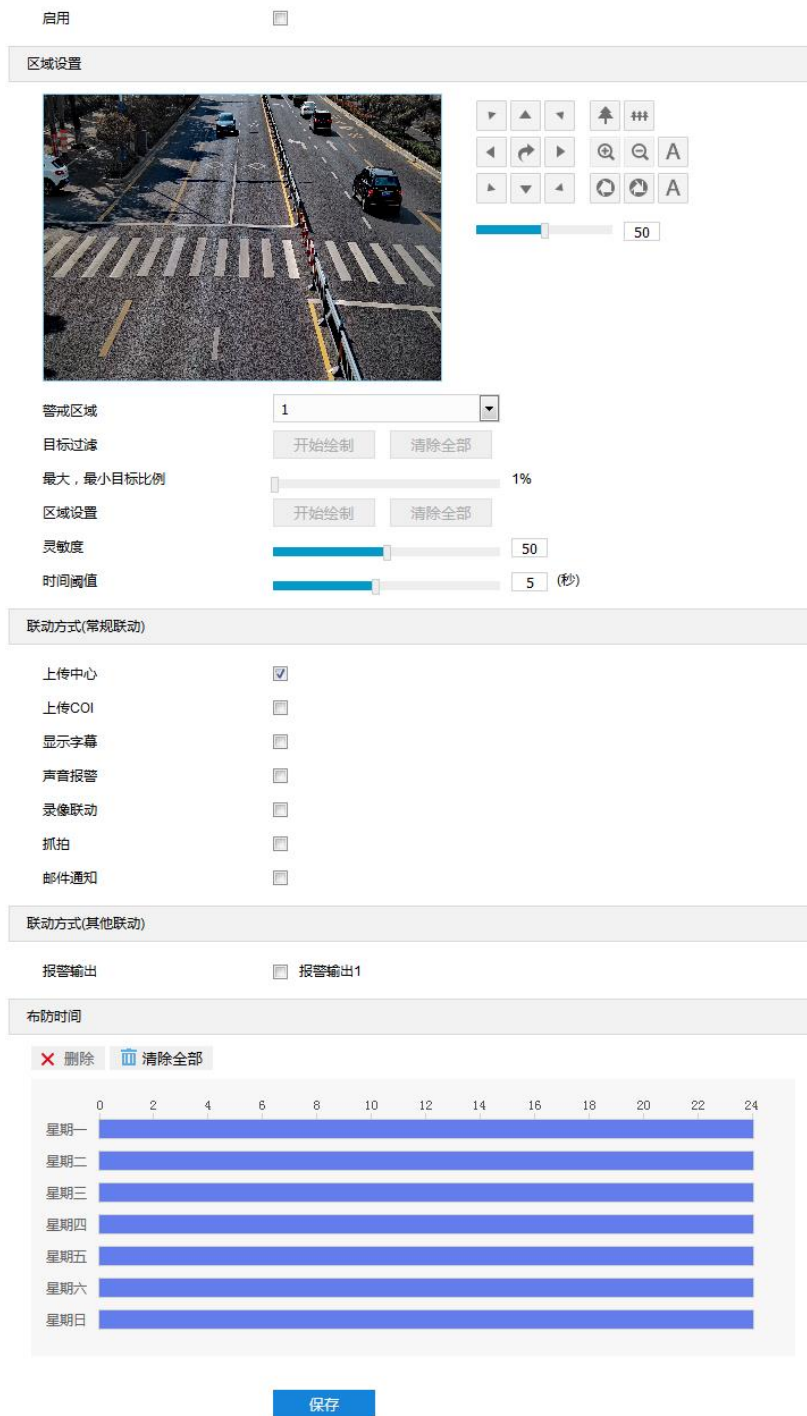 启用
区域设置
A
A
50
警戒区域 1
目标过滤 开始绘制 清除全部
最大，最小目标比例 1%
区域设置 开始绘制 清除全部
灵敏度 50
时间阈值 5 (秒)
联动方式(常规联动)
上传中心
上传COI
显示字幕
声音报警
录像联动
抓拍
邮件通知
联动方式(其他联动)
报警输出 报警输出1
布防时间
删除 清除全部
0 2 4 6 8 10 12 14 16 18 20 22 24
星期一
星期二
星期三
星期四
星期五
星期六
星期日
保存